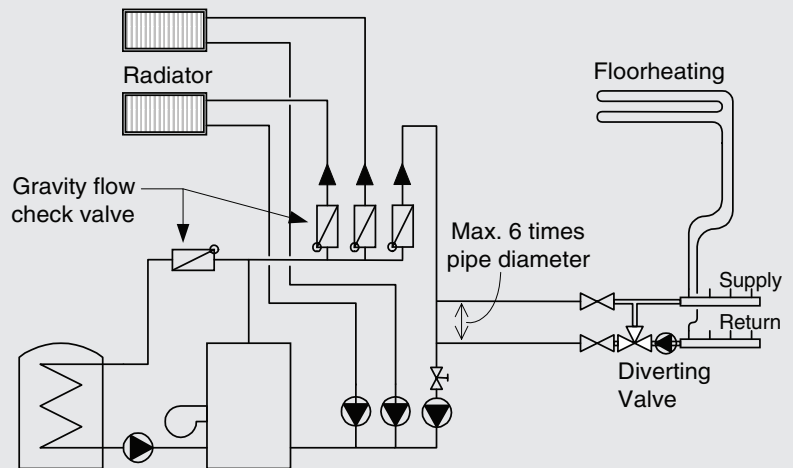 Radiator
Floorheating
Gravity flow
check valve
Max. 6 times
pipe diameter
Supply
Return
Diverting
Valve